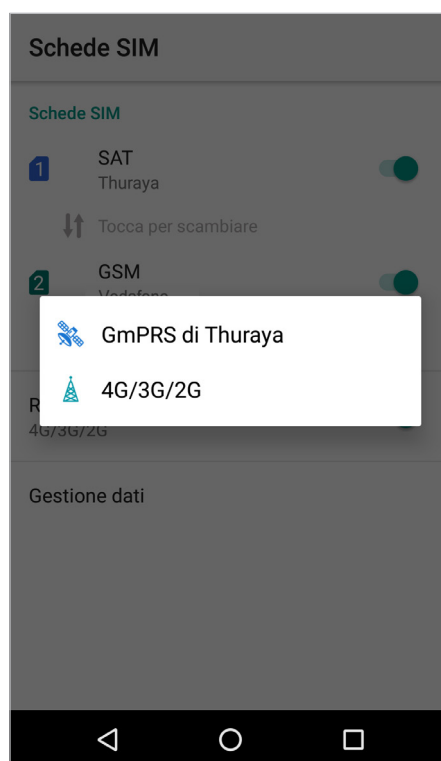 Schede SIM
Schede SIM
1
SAT
Thuraya
Tocca per scambiare
2
GSM
Vodafone
GmPRS di Thuraya
4G/3G/2G
R
4G/3G/2G
Gestione dati